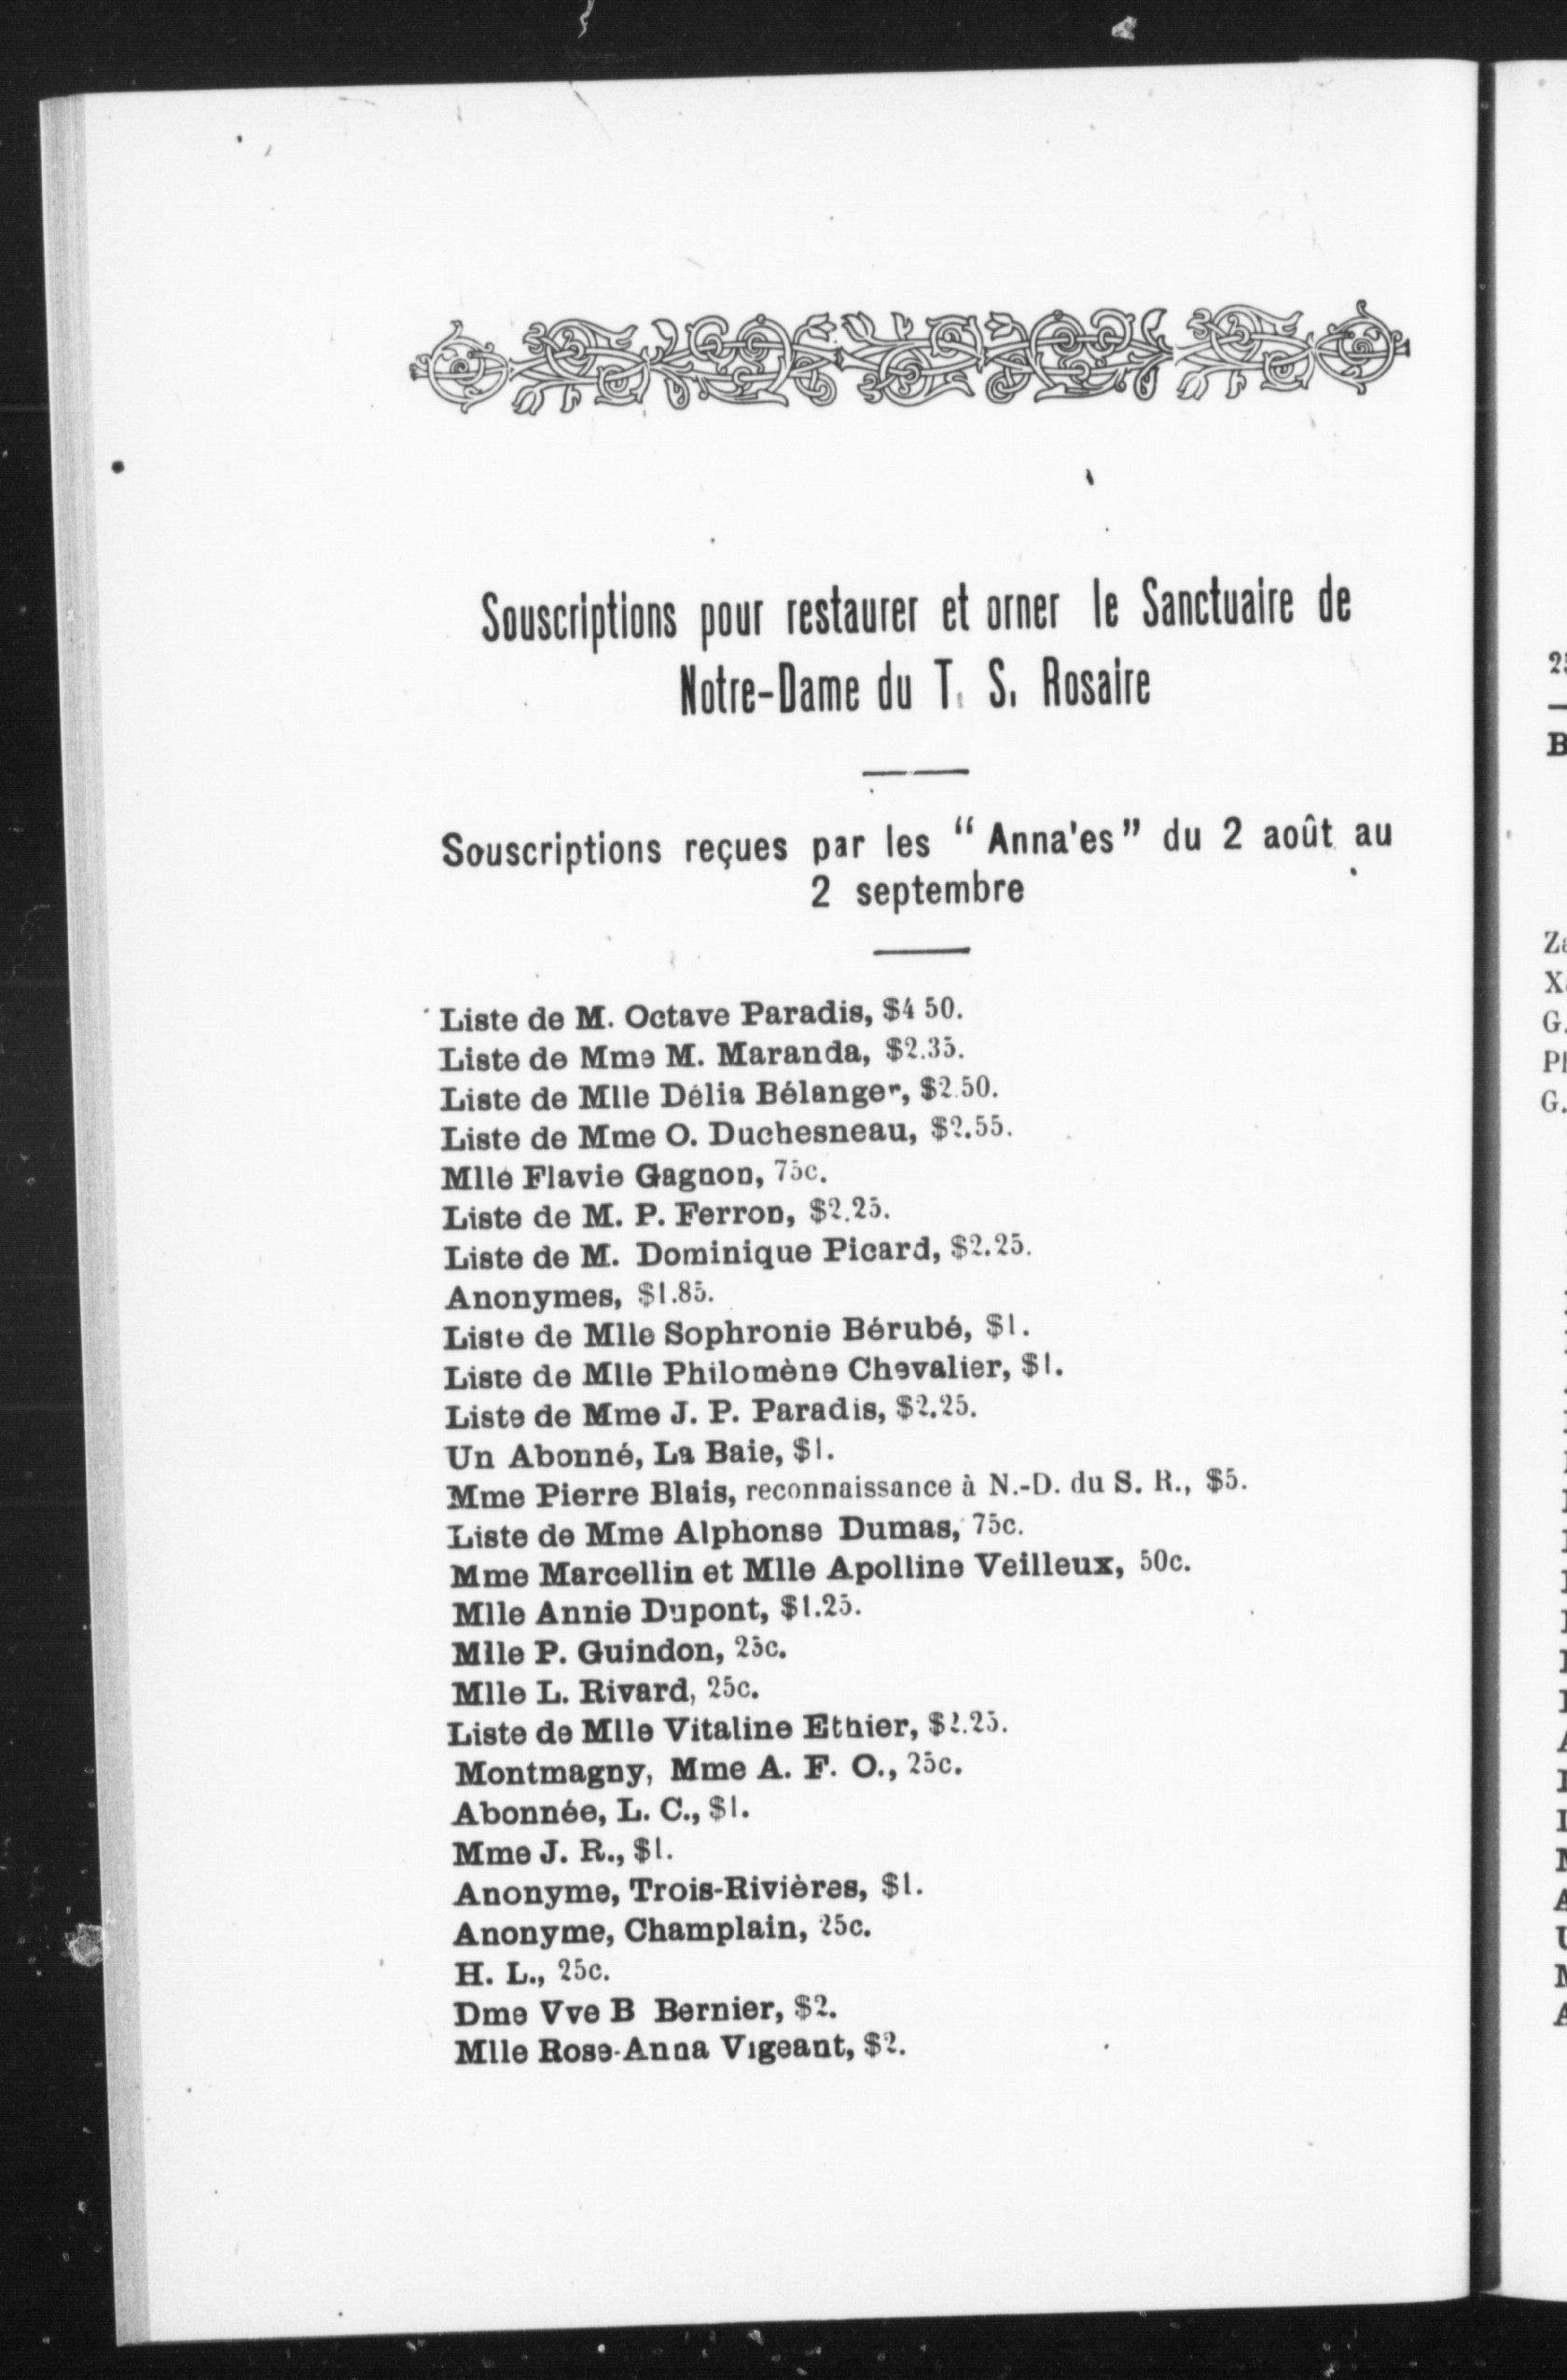 Souscriptions pour restaurer et orner le Sanctuaire de
Notre-Dame du T. S. Rosaire
Souscriptions reçues par les “ Anna'es ” du 2 août au
2 septembre
Liste de M. Octave Paradis, $4 50.
Liste de Mme M. Maranda, $2.35.
Liste de Mlle Délia Bélanger, $2.50.
Liste de Mme O. Duchesneau, $2.55.
Mlle Flavie Gagnon, 75c.
Liste de M. P. Ferron, $2.25.
Liste de M. Dominique Picard, $2.25.
Anonymes, $1.85.
Liste de Mlle Sophronie Bérubé, $1.
Liste de Mlle Philomène Chevalier, $1.
Liste de Mme J. P. Paradis, $2.25.
Un Abonné, La Baie, $1.
Mme Pierre Blais, reconnaissance à N.-D. du S. R., $5.
Liste de Mme Alphonse Dumas, 75c.
Mme Marcellin et Mlle Apolline Veilleux, 50c.
Mlle Annie Dupont, $1.25.
Mlle P. Guindon, 25c.
Mlle L. Rivard, 25c.
Liste de Mlle Vitaline Ethier, $2.25.
Montmagny, Mme A. F. O., 25c.
Abonnée, L. C., $1.
Mme J. R., $1.
Anonyme, Trois-Rivières, $1.
Anonyme, Champlain, 25c.
H. L., 25c.
Dme Vve B Bernier, $2.
Mlle Rose-Anna Vigeant, $2.